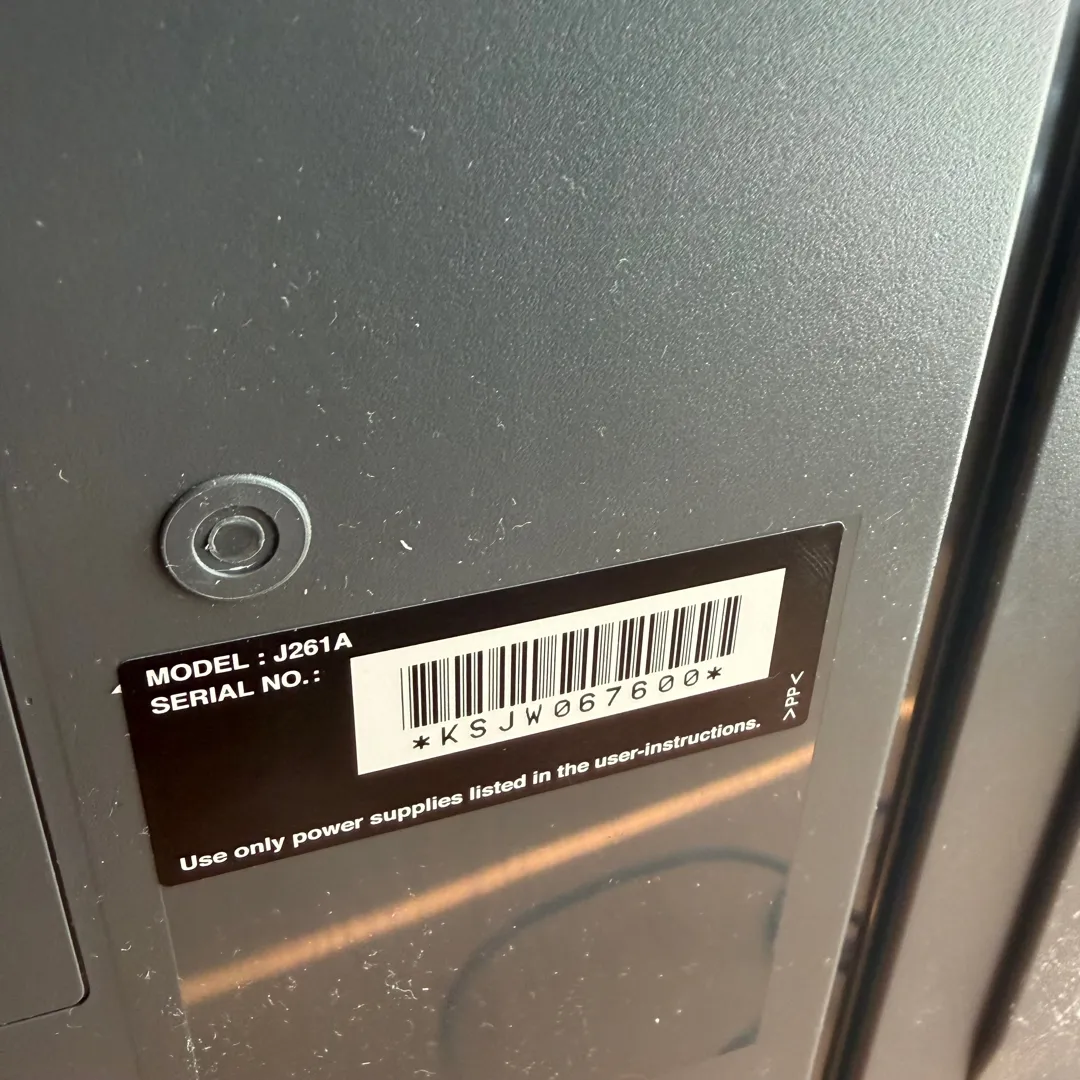 MODEL : J261A
SERIAL NO.:
*KSJW067600*
>PP<
Use only power supplies listed in the user-instructions.